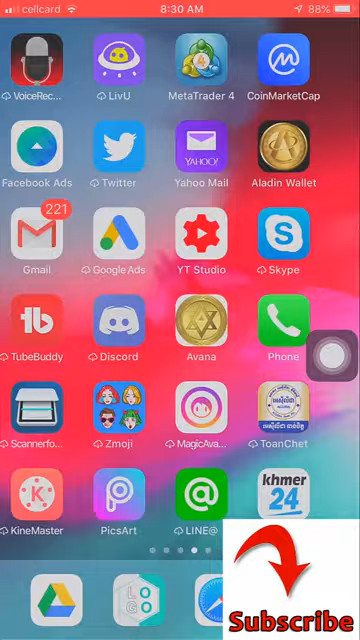 cellcard 8:30 AM 88%
VoiceRec... LivU MetaTrader 4 CoinMarketCap
YAHOO!
Facebook Ads Twitter Yahoo Mail Aladin Wallet
221
Gmail Google Ads YT Studio Skype
TubeBuddy Discord Avana Phone
Scannerfo... Zmoji MagicAva... ToanChet
khmer
24
KineMaster PicsArt LINE@
LOGO
Subscribe